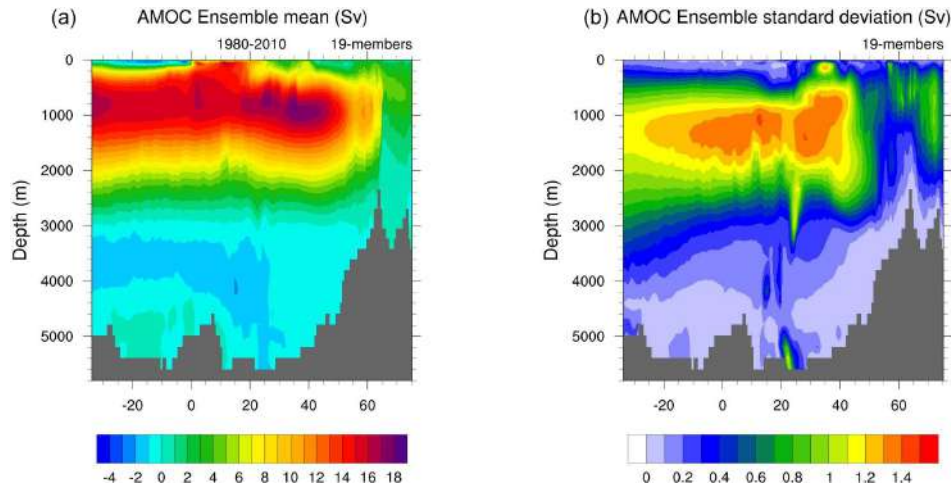 (a) AMOC Ensemble mean (Sv)
1980-2010 19-members
0
1000
2000
3000
4000
5000
Depth (m)
-20 0 20 40 60
-4 -2 0 2 4 6 8 10 12 14 16 18
(b) AMOC Ensemble standard deviation (Sv)
19-members
0
1000
2000
3000
4000
5000
Depth (m)
-20 0 20 40 60
0 0.2 0.4 0.6 0.8 1 1.2 1.4